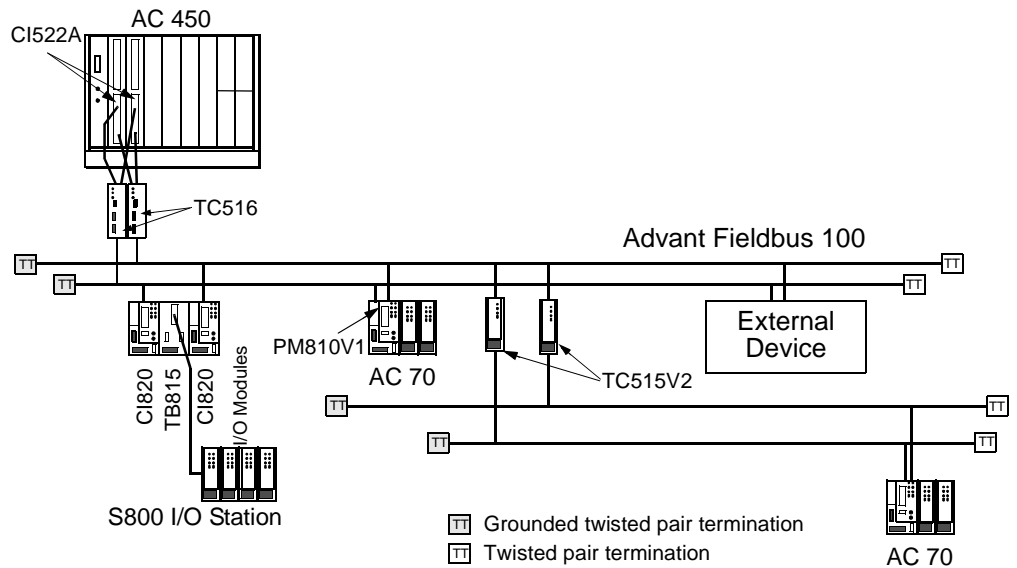 AC 450
CI522A
TC516
Advant Fieldbus 100
TT
TT
TT
TT
External
Device
PM810V1
AC 70
TC515V2
CI820
TB815
CI820
I/O Modules
TT
TT
TT
TT
S800 I/O Station
TT Grounded twisted pair termination
TT Twisted pair termination
AC 70